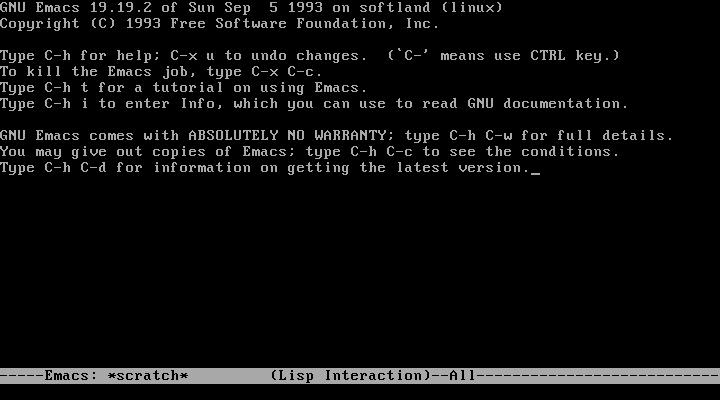 GNU Emacs 19.19.2 of Sun Sep  5 1993 on softland (linux)
Copyright (C) 1993 Free Software Foundation, Inc.
Type C-h for help; C-x u to undo changes.  (`C-' means use CTRL key.)
To kill the Emacs job, type C-x C-c.
Type C-h t for a tutorial on using Emacs.
Type C-h i to enter Info, which you can use to read GNU documentation.
GNU Emacs comes with ABSOLUTELY NO WARRANTY; type C-h C-w for full details.
You may give out copies of Emacs; type C-h C-c to see the conditions.
Type C-h C-d for information on getting the latest version._
-----Emacs: *scratch*         (Lisp Interaction)--All---------------------------